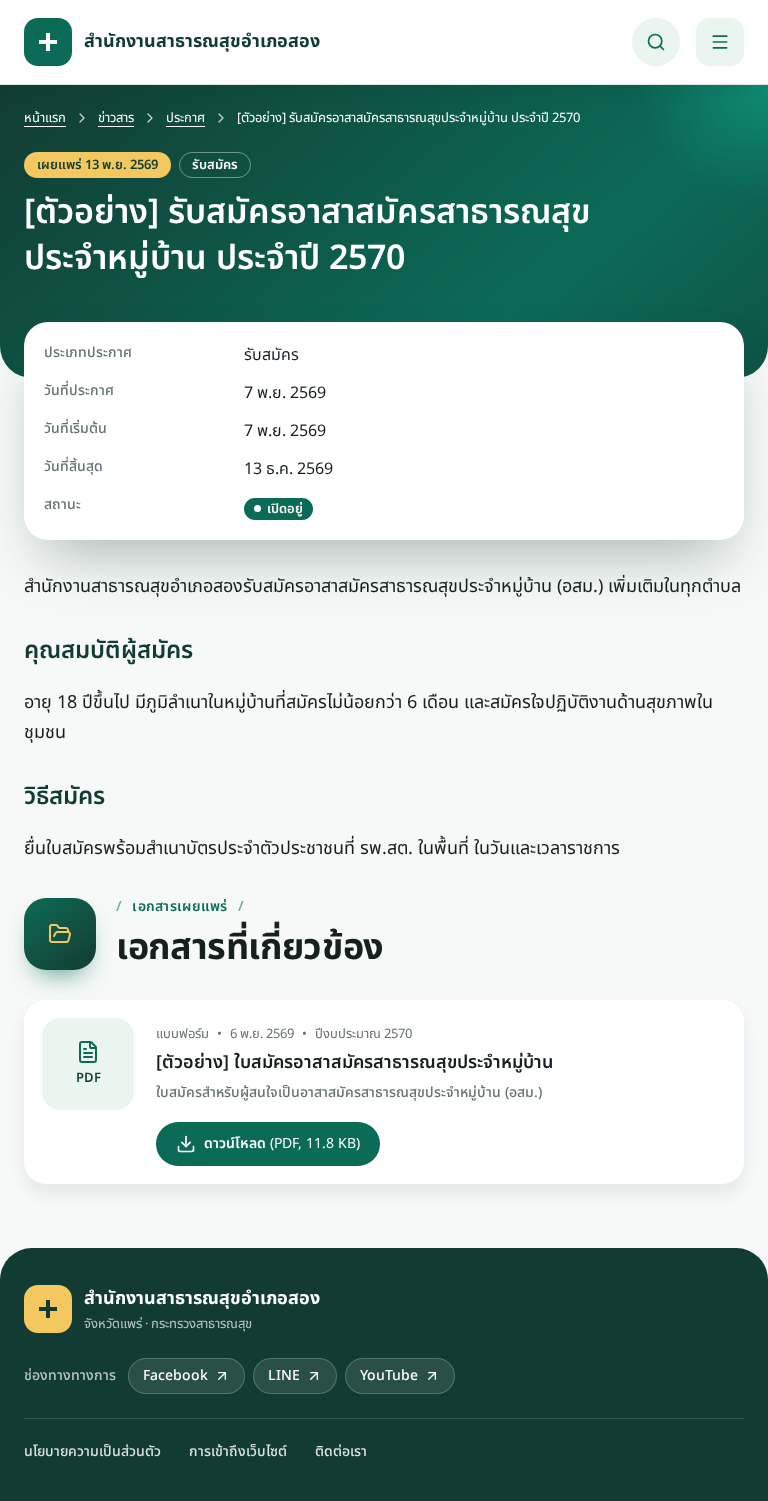 สำนักงานสาธารณสุขอำเภอสอง
หน้าแรก
ข่าวสาร
ประกาศ
[ตัวอย่าง] รับสมัครอาสาสมัครสาธารณสุขประจำหมู่บ้าน ประจำปี 2570
เผยแพร่ 13 พ.ย. 2569
รับสมัคร
[ตัวอย่าง] รับสมัครอาสาสมัครสาธารณสุข
ประจำหมู่บ้าน ประจำปี 2570
ประเภทประกาศ
รับสมัคร
วันที่ประกาศ
7 พ.ย. 2569
วันที่เริ่มต้น
7 พ.ย. 2569
วันที่สิ้นสุด
13 ธ.ค. 2569
สถานะ
เปิดอยู่
สำนักงานสาธารณสุขอำเภอสองรับสมัครอาสาสมัครสาธารณสุขประจำหมู่บ้าน (อสม.) เพิ่มเติมในทุกตำบล
คุณสมบัติผู้สมัคร
อายุ 18 ปีขึ้นไป มีภูมิลำเนาในหมู่บ้านที่สมัครไม่น้อยกว่า 6 เดือน และสมัครใจปฏิบัติงานด้านสุขภาพใน
ชุมชน
วิธีสมัคร
ยื่นใบสมัครพร้อมสำเนาบัตรประจำตัวประชาชนที่ รพ.สต. ในพื้นที่ ในวันและเวลาราชการ
/ เอกสารเผยแพร่ /
เอกสารที่เกี่ยวข้อง
PDF
แบบฟอร์ม • 6 พ.ย. 2569 • ปีงบประมาณ 2570
[ตัวอย่าง] ใบสมัครอาสาสมัครสาธารณสุขประจำหมู่บ้าน
ใบสมัครสำหรับผู้สนใจเป็นอาสาสมัครสาธารณสุขประจำหมู่บ้าน (อสม.)
ดาวน์โหลด (PDF, 11.8 KB)
สำนักงานสาธารณสุขอำเภอสอง
จังหวัดแพร่ · กระทรวงสาธารณสุข
ช่องทางทางการ
Facebook
LINE
YouTube
นโยบายความเป็นส่วนตัว
การเข้าถึงเว็บไซต์
ติดต่อเรา